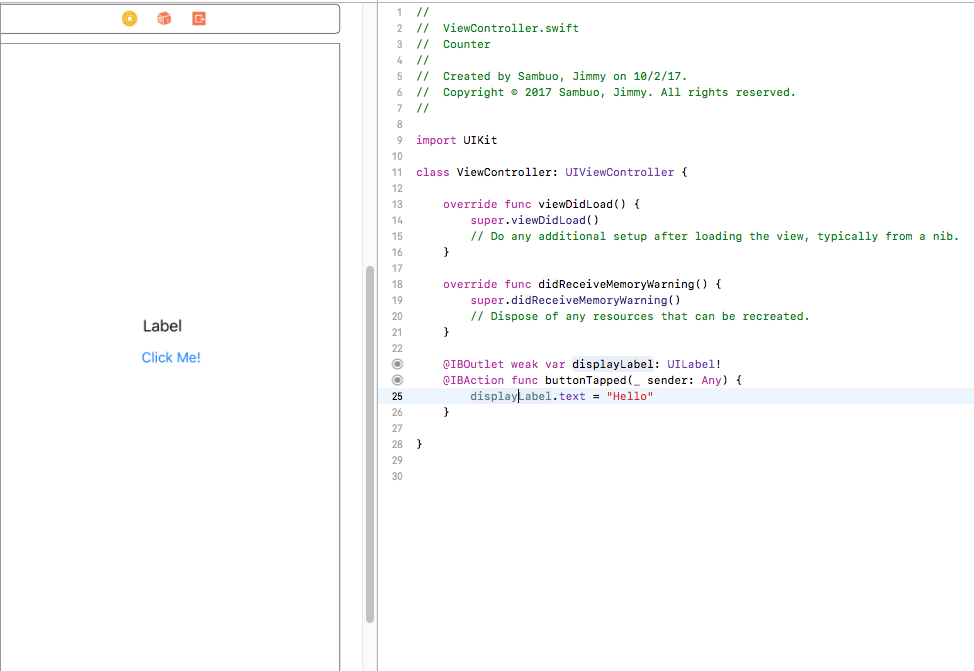 Label
Click Me!
1 //
2 //  ViewController.swift
3 //  Counter
4 //
5 //  Created by Sambuo, Jimmy on 10/2/17.
6 //  Copyright © 2017 Sambuo, Jimmy. All rights reserved.
7 //
8
9 import UIKit
10
11 class ViewController: UIViewController {
12
13     override func viewDidLoad() {
14         super.viewDidLoad()
15         // Do any additional setup after loading the view, typically from a nib.
16     }
17
18     override func didReceiveMemoryWarning() {
19         super.didReceiveMemoryWarning()
20         // Dispose of any resources that can be recreated.
21     }
22
@IBOutlet weak var displayLabel: UILabel!
@IBAction func buttonTapped(_ sender: Any) {
25         displayLabel.text = "Hello"
26     }
27
28 }
29
30